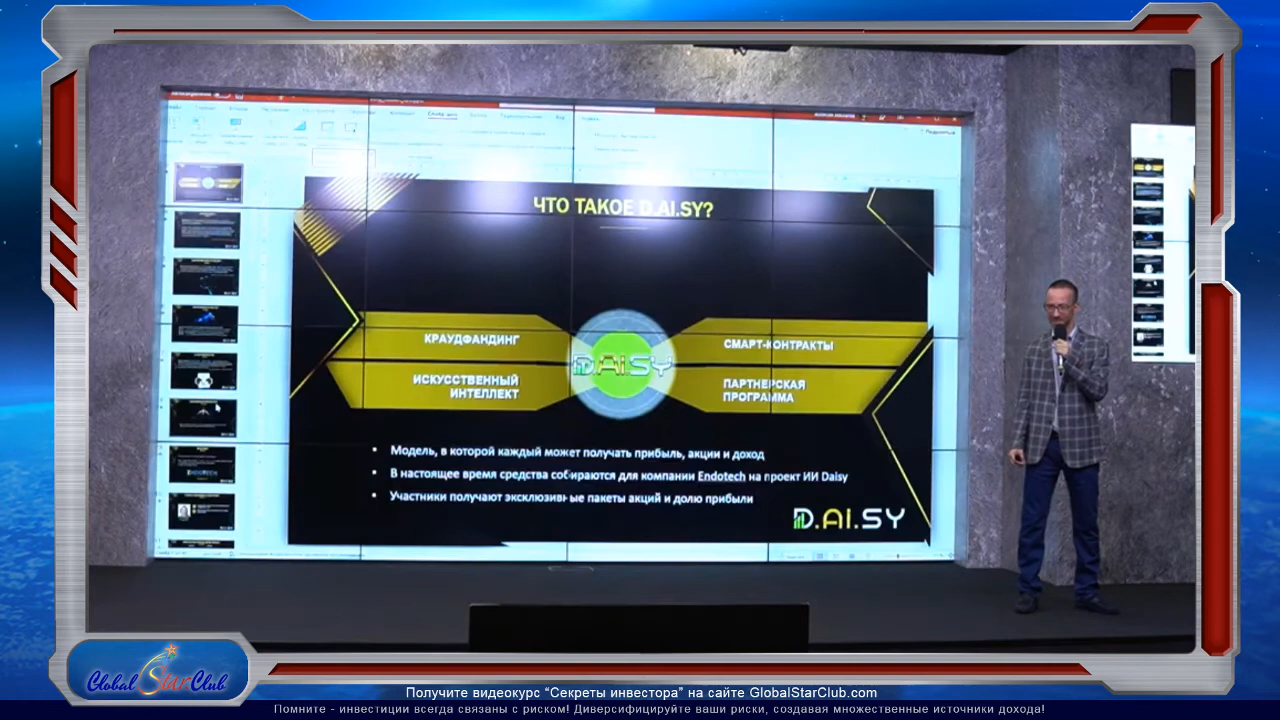 ЧТО ТАКОЕ D.AI.SY?
КРАУДФАНДИНГ
СМАРТ-КОНТРАКТЫ
D.AI.SY
ИСКУССТВЕННЫЙ
ИНТЕЛЛЕКТ
ПАРТНЕРСКАЯ
ПРОГРАММА
• Модель, в которой каждый может получать прибыль, акции и доход
• В настоящее время средства собираются для компании Endotech на проект ИИ Daisy
• Участники получают эксклюзивные пакеты акций и долю прибыли
D.AI.SY
Global Star Club
Получите видеокурс “Секреты инвестора” на сайте GlobalStarClub.com
Помните - инвестиции всегда связаны с риском! Диверсифицируйте ваши риски, создавая множественные источники дохода!